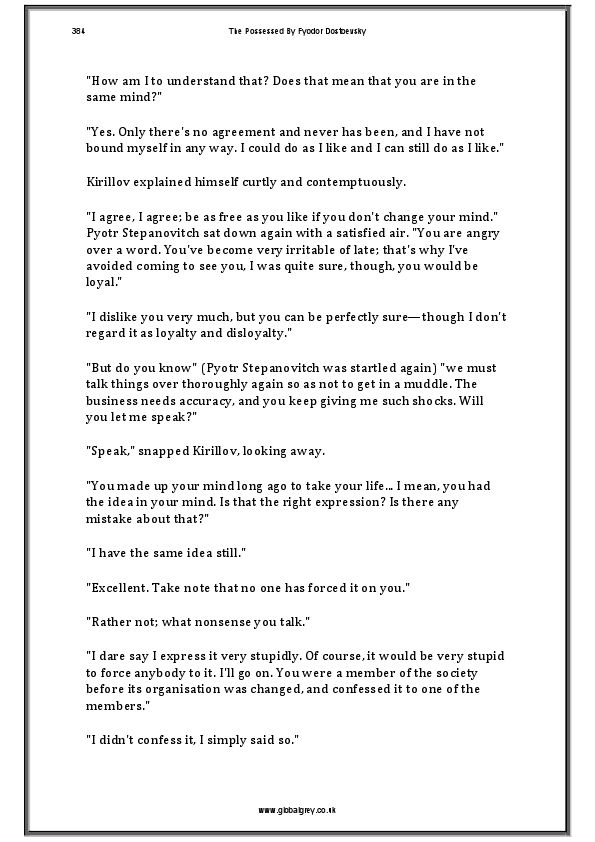 384
The Possessed By Fyodor Dostoevsky
"How am I to understand that? Does that mean that you are in the
same mind?"
"Yes. Only there's no agreement and never has been, and I have not
bound myself in any way. I could do as I like and I can still do as I like."
Kirillov explained himself curtly and contemptuously.
"I agree, I agree; be as free as you like if you don't change your mind."
Pyotr Stepanovitch sat down again with a satisfied air. "You are angry
over a word. You've become very irritable of late; that's why I've
avoided coming to see you, I was quite sure, though, you would be
loyal."
"I dislike you very much, but you can be perfectly sure—though I don't
regard it as loyalty and disloyalty."
"But do you know" (Pyotr Stepanovitch was startled again) "we must
talk things over thoroughly again so as not to get in a muddle. The
business needs accuracy, and you keep giving me such shocks. Will
you let me speak?"
"Speak," snapped Kirillov, looking away.
"You made up your mind long ago to take your life... I mean, you had
the idea in your mind. Is that the right expression? Is there any
mistake about that?"
"I have the same idea still."
"Excellent. Take note that no one has forced it on you."
"Rather not; what nonsense you talk."
"I dare say I express it very stupidly. Of course, it would be very stupid
to force anybody to it. I'll go on. You were a member of the society
before its organisation was changed, and confessed it to one of the
members."
"I didn't confess it, I simply said so."
www.globalgrey.co.uk